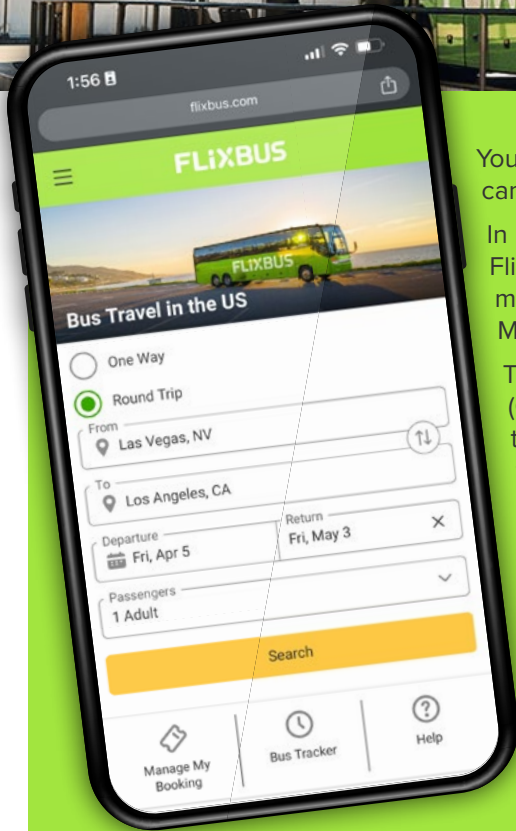 1:56
flixbus.com
FLiXBUS
FLiXBUS
Bus Travel in the US
One Way
Round Trip
From
Las Vegas, NV
To
Los Angeles, CA
Departure
Fri, Apr 5
Return
Fri, May 3
Passengers
1 Adult
Search
Manage My
Booking
Bus Tracker
Help
You
In